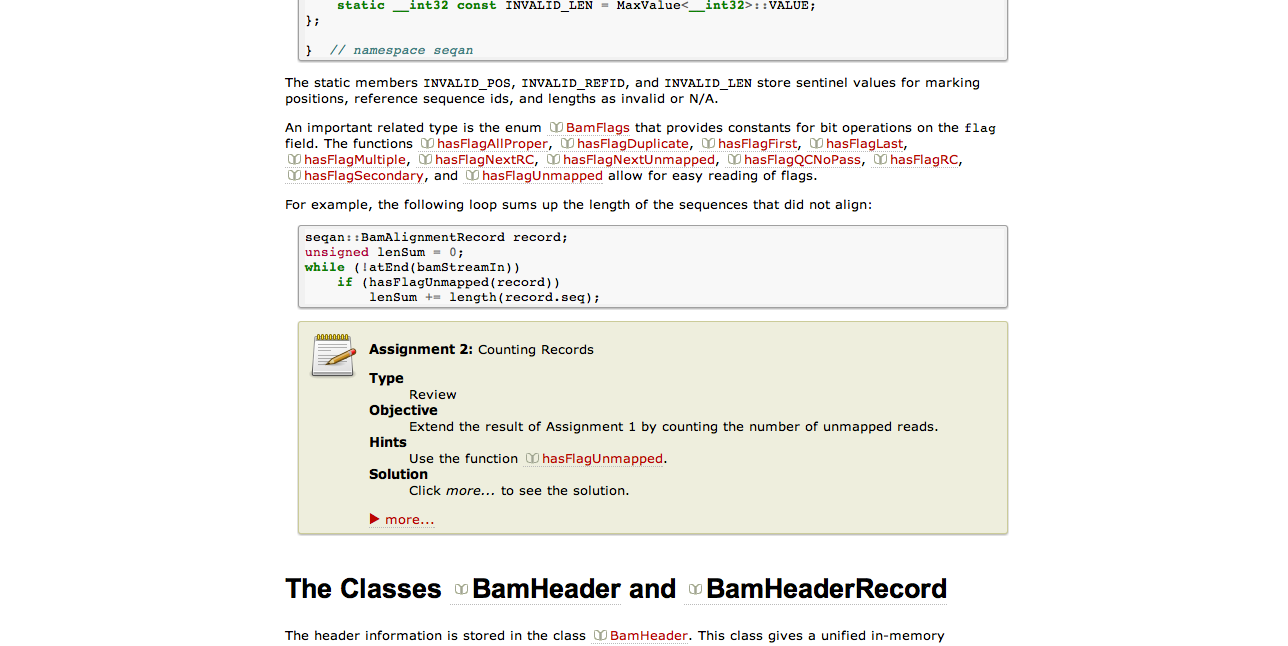 static __int32 const INVALID_LEN = MaxValue<__int32>::VALUE;
};
}  // namespace seqan
The static members INVALID_POS, INVALID_REFID, and INVALID_LEN store sentinel values for marking
positions, reference sequence ids, and lengths as invalid or N/A.
An important related type is the enum BamFlags that provides constants for bit operations on the flag
field. The functions hasFlagAllProper, hasFlagDuplicate, hasFlagFirst, hasFlagLast,
hasFlagMultiple, hasFlagNextRC, hasFlagNextUnmapped, hasFlagQCNoPass, hasFlagRC,
hasFlagSecondary, and hasFlagUnmapped allow for easy reading of flags.
For example, the following loop sums up the length of the sequences that did not align:
seqan::BamAlignmentRecord record;
unsigned lenSum = 0;
while (!atEnd(bamStreamIn))
    if (hasFlagUnmapped(record))
        lenSum += length(record.seq);
Assignment 2: Counting Records
Type
Review
Objective
Extend the result of Assignment 1 by counting the number of unmapped reads.
Hints
Use the function hasFlagUnmapped.
Solution
Click more... to see the solution.
more...
The Classes BamHeader and BamHeaderRecord
The header information is stored in the class BamHeader. This class gives a unified in-memory